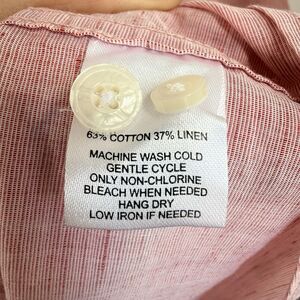 63% COTTON 37% LINEN
MACHINE WASH COLD
GENTLE CYCLE
ONLY NON-CHLORINE
BLEACH WHEN NEEDED
HANG DRY
LOW IRON IF NEEDED